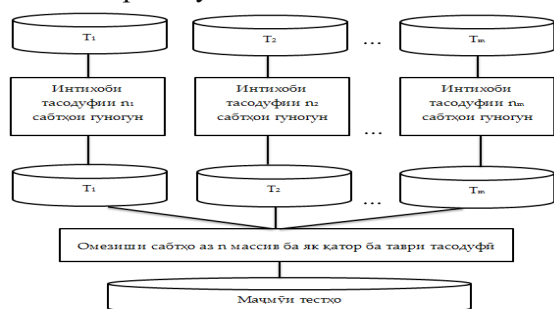 T₁ T₂ ... Tₘ
Интихоби Интихоби Интихоби
тасодуфии n₁ тасодуфии n₂ тасодуфии nₘ
сабтҳои гуногун сабтҳои гуногун ... сабтҳои гуногун
T₁ T₂ ... Tₘ
Омезиши сабтҳо аз n массив ба як қатор ба таври тасодуфӣ
Маҷмӯи тестҳо